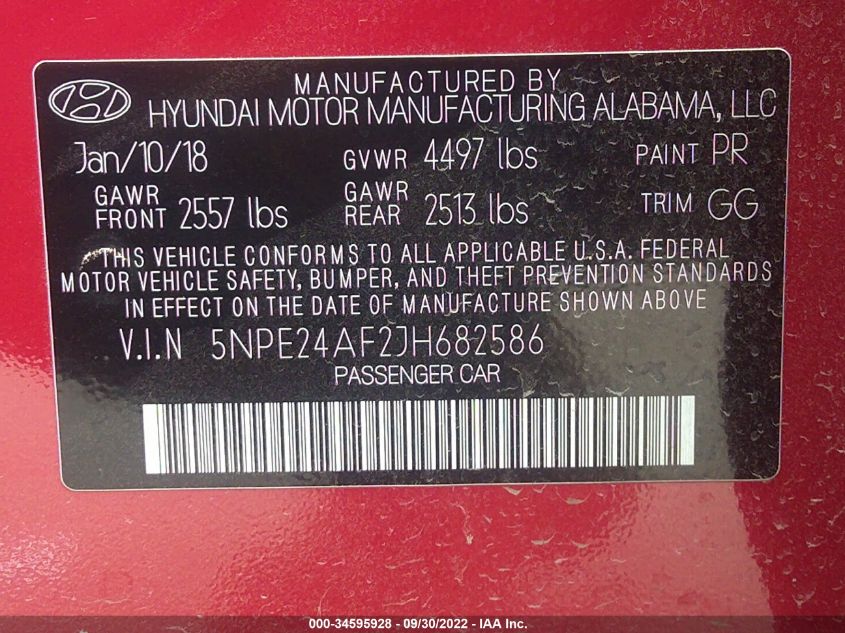 MANUFACTURED BY
HYUNDAI MOTOR MANUFACTURING ALABAMA, LLC
Jan/10/18 GVWR 4497 lbs PAINT PR
GAWR FRONT 2557 lbs GAWR REAR 2513 lbs TRIM GG
THIS VEHICLE CONFORMS TO ALL APPLICABLE U.S.A. FEDERAL
MOTOR VEHICLE SAFETY, BUMPER, AND THEFT PREVENTION STANDARDS
IN EFFECT ON THE DATE OF MANUFACTURE SHOWN ABOVE
V.I.N 5NPE24AF2JH682586
PASSENGER CAR
000-34595928 - 09/30/2022 - IAA Inc.